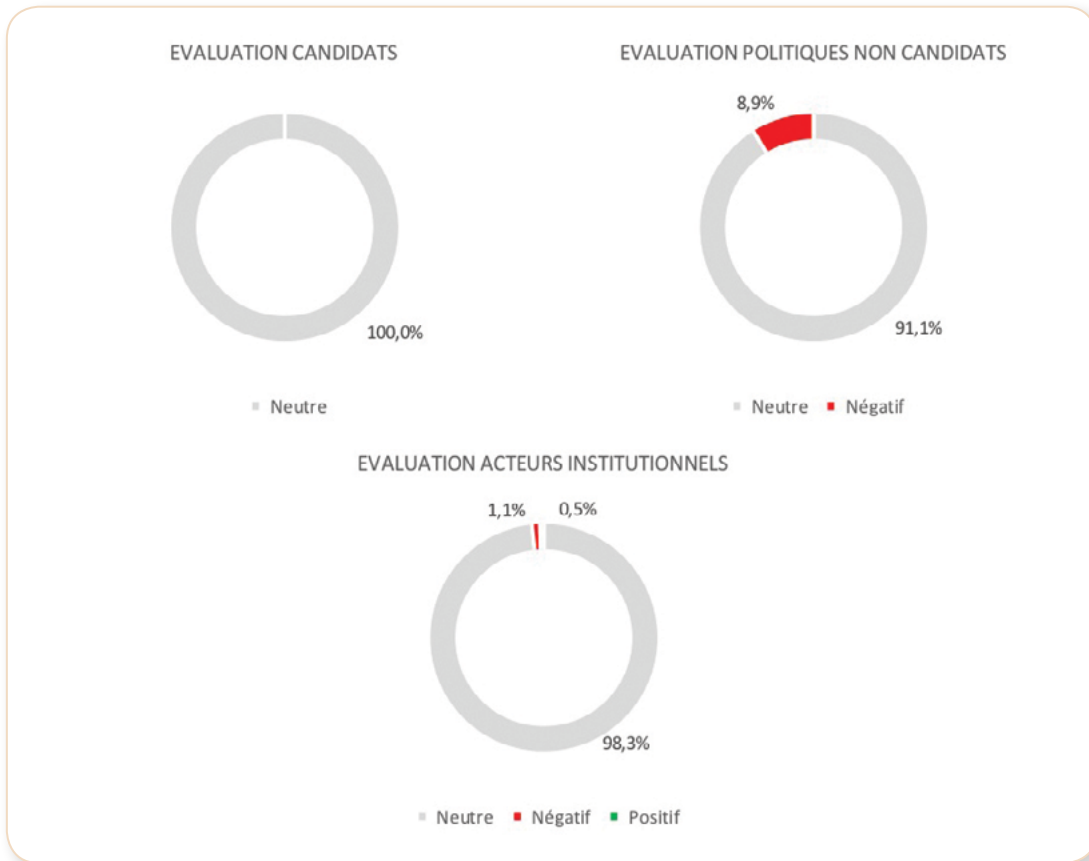 EVALUATION CANDIDATS
100,0%
Neutre
EVALUATION POLITIQUES NON CANDIDATS
8,9%
91,1%
Neutre Négatif
EVALUATION ACTEURS INSTITUTIONNELS
1,1% 0,5%
98,3%
Neutre Négatif Positif